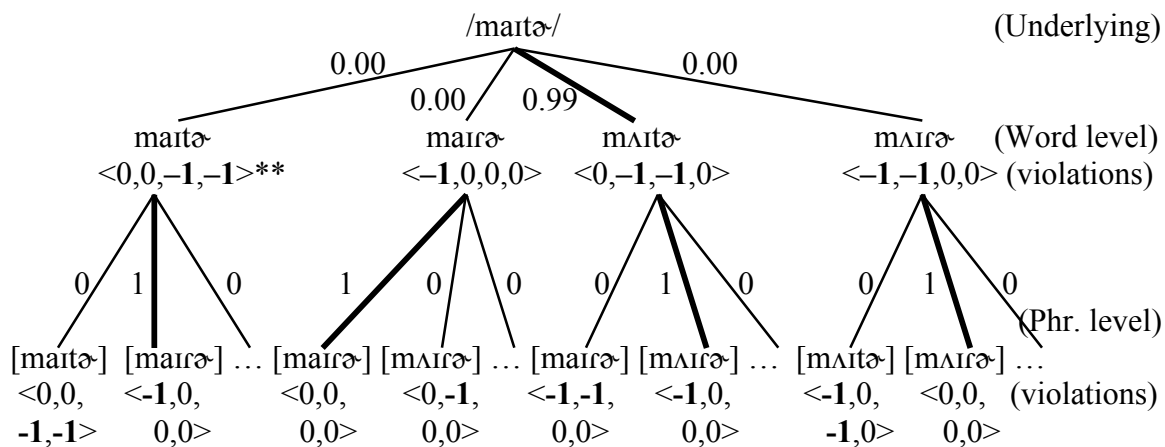 /maɪtɚ/ (Underlying)
0.00 0.00 0.99 0.00
maɪtɚ maɪɾɚ mʌɪtɚ mʌɪɾɚ (Word level)
<0,0,–1,–1>** <–1,0,0,0> <0,–1,–1,0> <–1,–1,0,0> (violations)
0 1 0 1 0 0 0 1 0 0 1 0
(Phr. level)
[maɪtɚ] [maɪɾɚ] … [maɪɾɚ] [mʌɪɾɚ] … [maɪɾɚ] [mʌɪɾɚ] … [mʌɪtɚ] [mʌɪɾɚ] …
<0,0, <-1,0, <0,0, <0,-1, <-1,-1, <-1,0, <-1,0, <0,0, (violations)
-1,-1> 0,0> 0,0> 0,0> 0,0> 0,0> -1,0> 0,0>